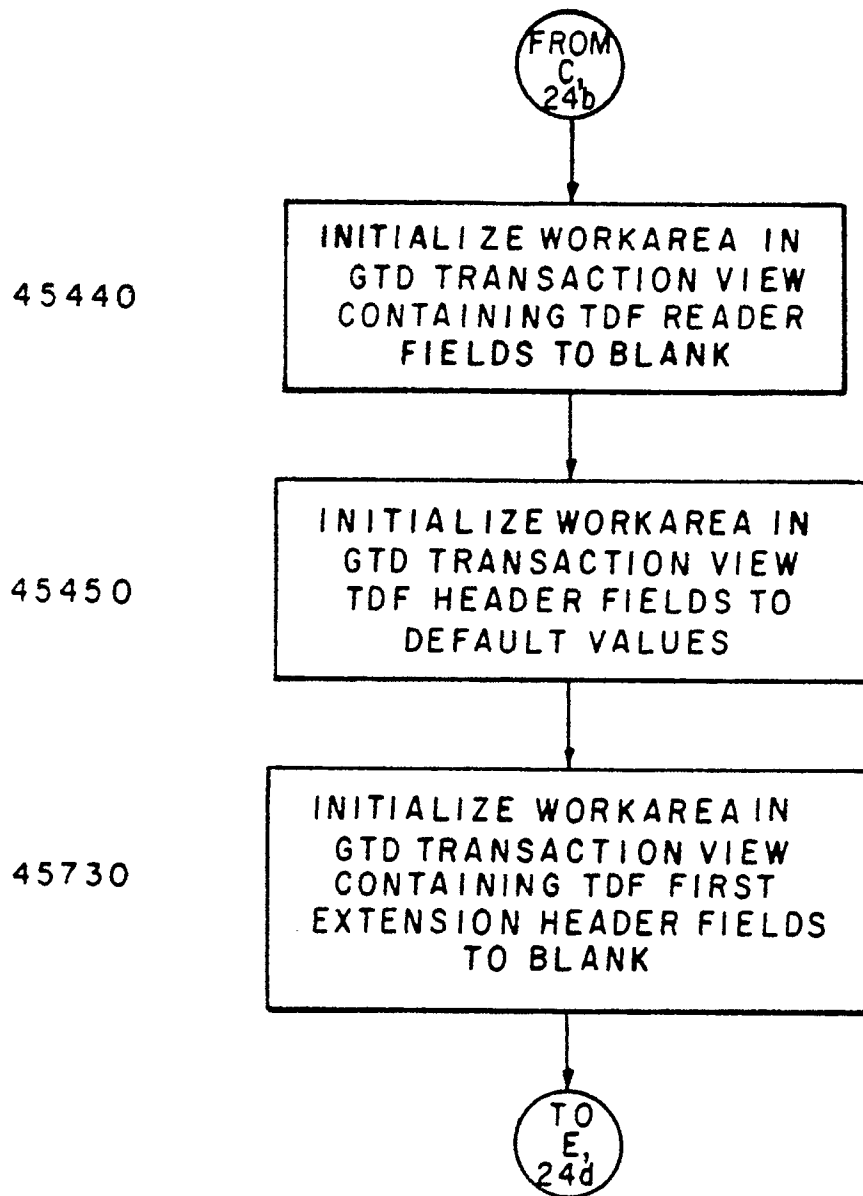 FROM
C,
24b
45440
INITIALIZE WORKAREA IN
GTD TRANSACTION VIEW
CONTAINING TDF READER
FIELDS TO BLANK
45450
INITIALIZE WORKAREA IN
GTD TRANSACTION VIEW
TDF HEADER FIELDS TO
DEFAULT VALUES
45730
INITIALIZE WORKAREA IN
GTD TRANSACTION VIEW
CONTAINING TDF FIRST
EXTENSION HEADER FIELDS
TO BLANK
TO
E,
24d